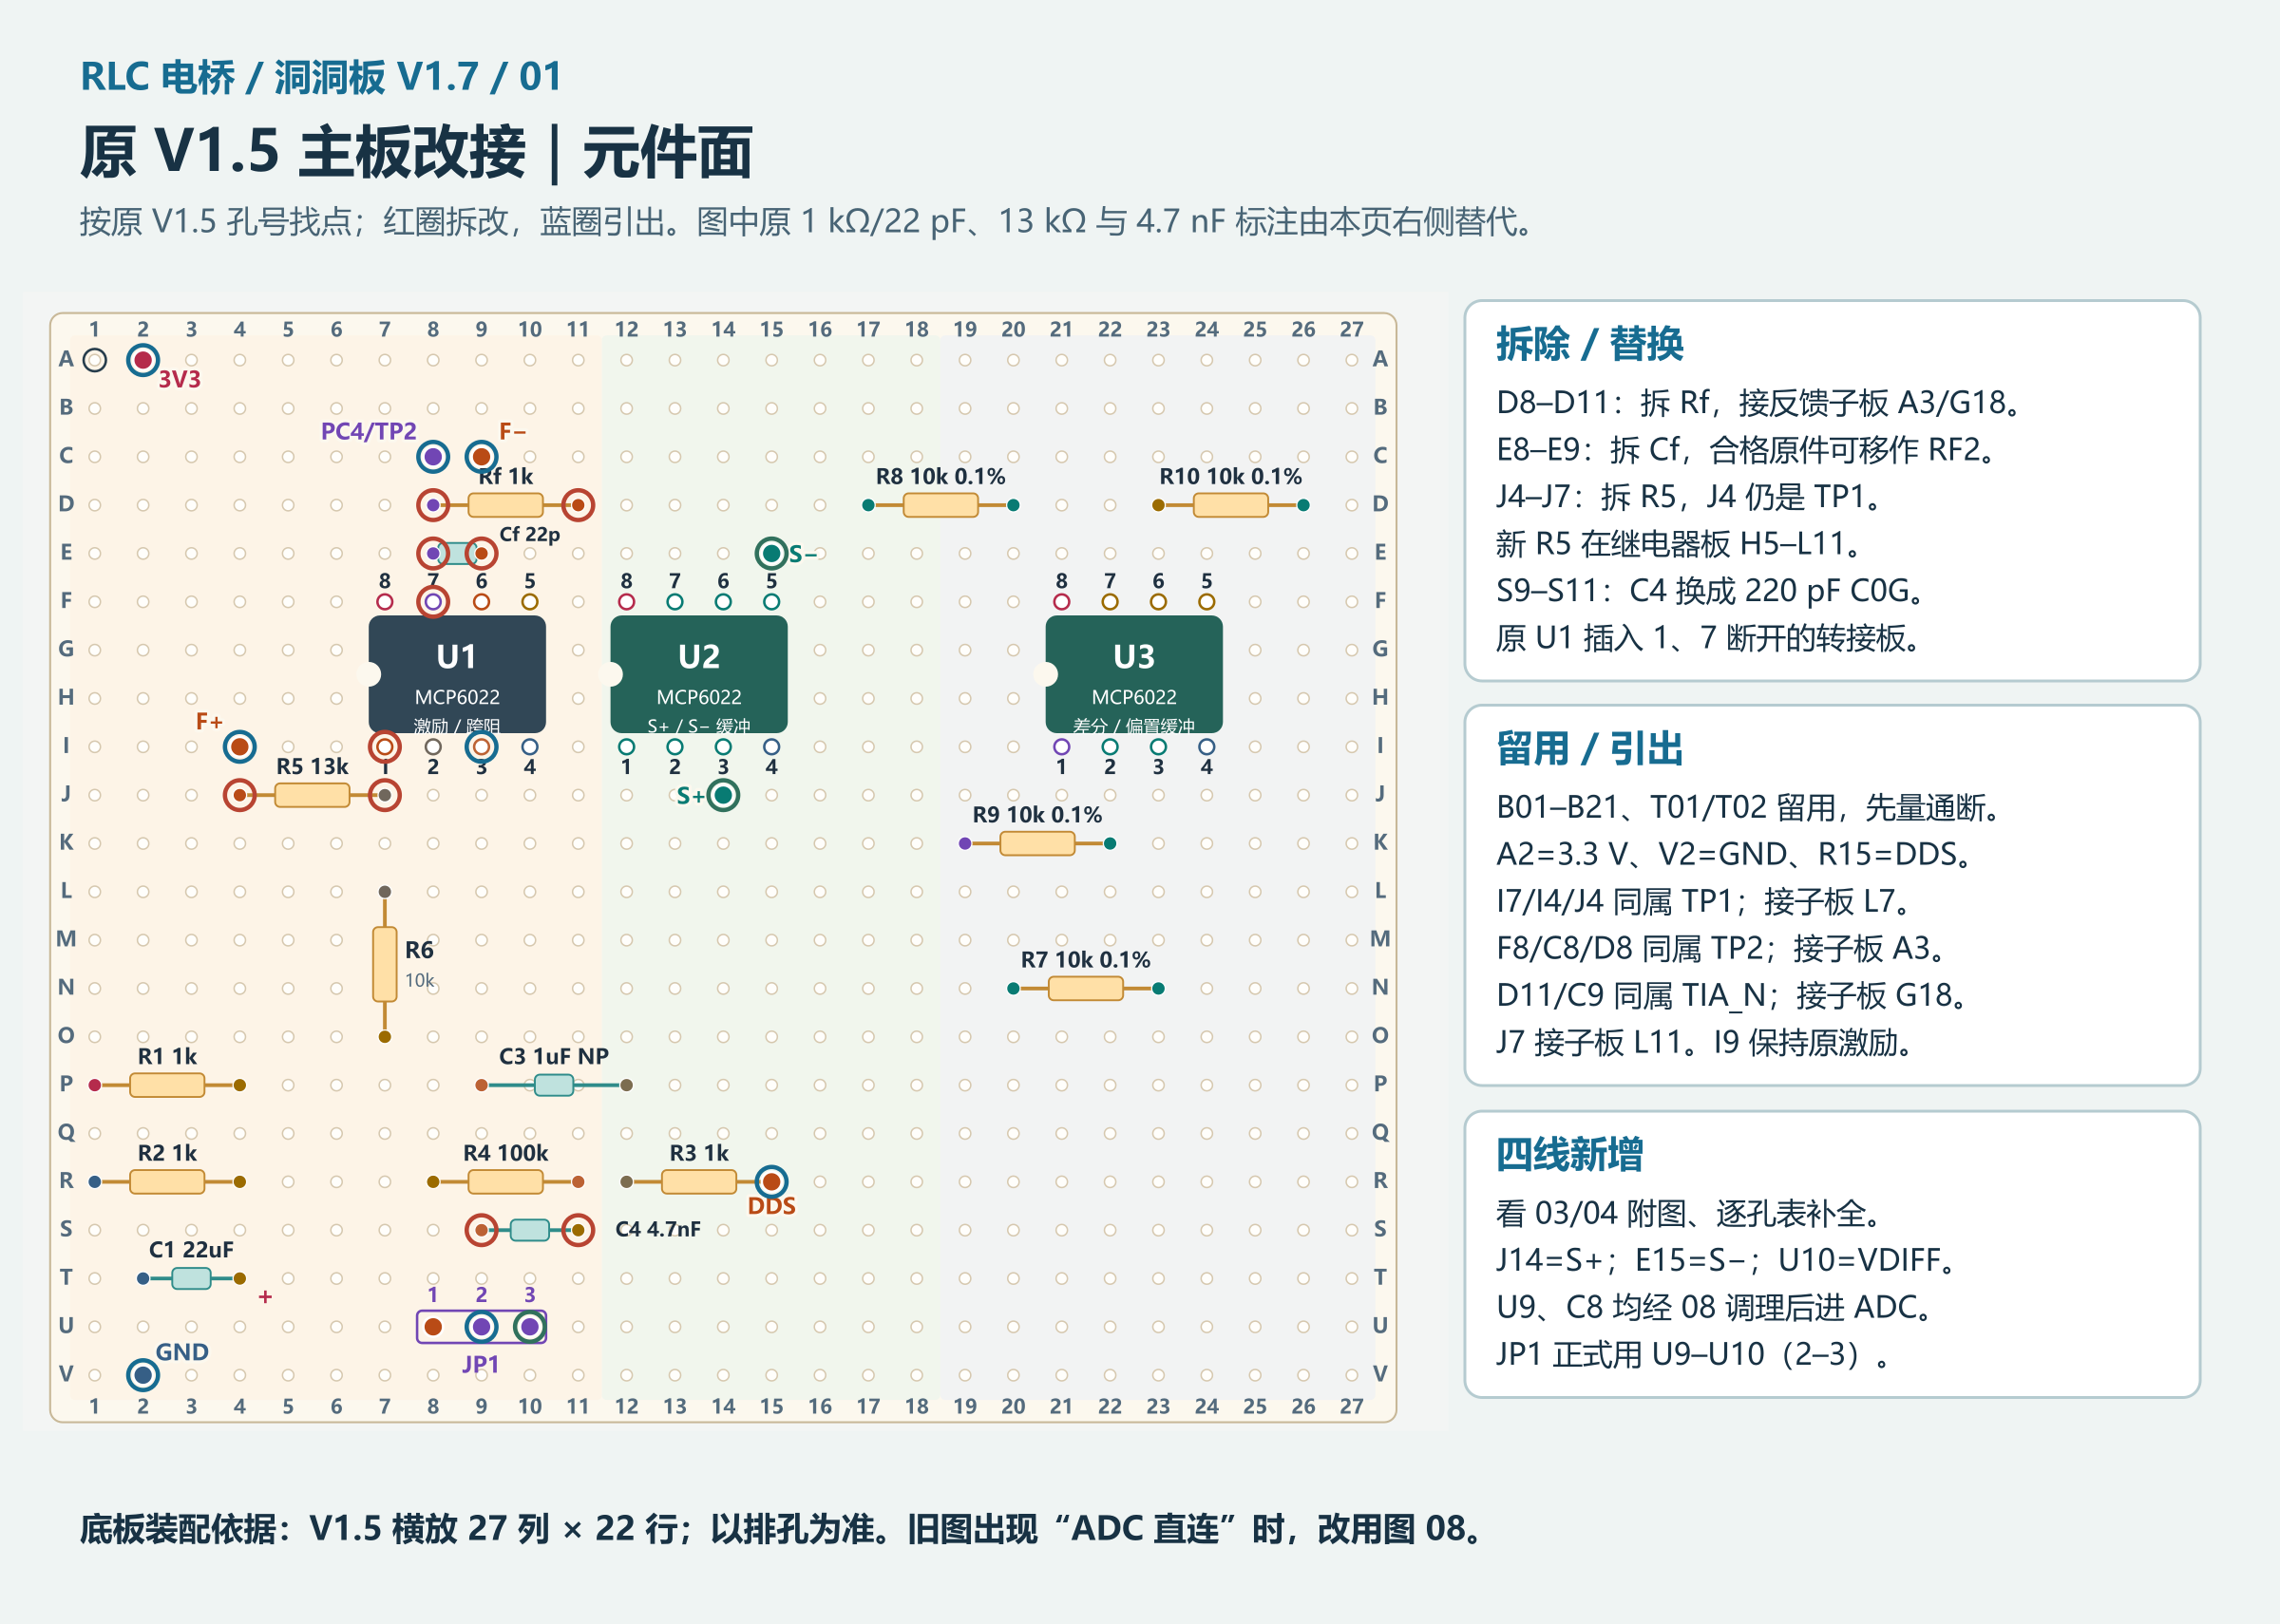 RLC 电桥 / 洞洞板 V1.7 / 01
原 V1.5 主板改接｜元件面
按原 V1.5 孔号找点；红圈拆改，蓝圈引出。图中原 1 kΩ/22 pF、13 kΩ 与 4.7 nF 标注由本页右侧替代。
1 2 3 4 5 6 7 8 9 10 11 12 13 14 15 16 17 18 19 20 21 22 23 24 25 26 27
A A
3V3
B B
PC4/TP2 F−
C C
Rf 1k R8 10k 0.1% R10 10k 0.1%
D D
Cf 22p
E S− E
8 7 6 5 8 7 6 5 8 7 6 5
F F
G U1 U2 U3 G
H MCP6022 MCP6022 MCP6022 H
激励 / 跨阻 S+ / S− 缓冲 差分 / 偏置缓冲
F+
I I
R5 13k 1 2 3 4 1 2 3 4 1 2 3 4
J S+ J
R9 10k 0.1%
K K
L L
M M
R6 R7 10k 0.1%
10k
N N
O O
R1 1k C3 1uF NP
P P
Q Q
R2 1k R4 100k R3 1k
R R
DDS
S C4 4.7nF S
C1 22uF
T T
+ 1 2 3
U U
GND JP1
V V
1 2 3 4 5 6 7 8 9 10 11 12 13 14 15 16 17 18 19 20 21 22 23 24 25 26 27
拆除 / 替换
D8–D11：拆 Rf，接反馈子板 A3/G18。
E8–E9：拆 Cf，合格原件可移作 RF2。
J4–J7：拆 R5，J4 仍是 TP1。
新 R5 在继电器板 H5–L11。
S9–S11：C4 换成 220 pF C0G。
原 U1 插入 1、7 断开的转接板。
留用 / 引出
B01–B21、T01/T02 留用，先量通断。
A2=3.3 V、V2=GND、R15=DDS。
I7/I4/J4 同属 TP1；接子板 L7。
F8/C8/D8 同属 TP2；接子板 A3。
D11/C9 同属 TIA_N；接子板 G18。
J7 接子板 L11。I9 保持原激励。
四线新增
看 03/04 附图、逐孔表补全。
J14=S+；E15=S−；U10=VDIFF。
U9、C8 均经 08 调理后进 ADC。
JP1 正式用 U9–U10（2–3）。
底板装配依据：V1.5 横放 27 列 × 22 行；以排孔为准。旧图出现“ADC 直连”时，改用图 08。